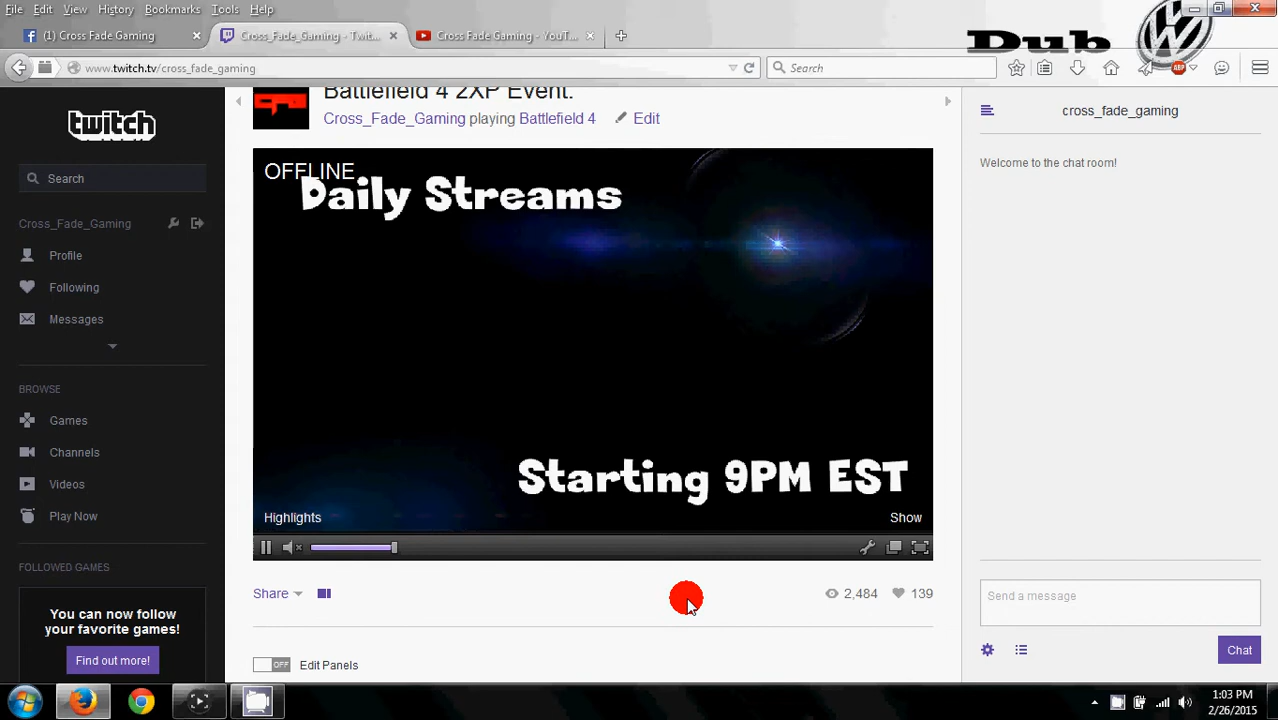 File Edit View History Bookmarks Tools Help
Dub
(1) Cross Fade Gaming
Cross_Fade_Gaming - Twit...
Cross Fade Gaming - YouT...
www.twitch.tv/cross_fade_gaming
Search
ABP
twitch
Search
Cross_Fade_Gaming
Profile
Following
Messages
BROWSE
Games
Channels
Videos
Play Now
FOLLOWED GAMES
You can now follow
your favorite games!
Find out more!
Battlefield 4 2XP Event.
Cross_Fade_Gaming playing Battlefield 4 Edit
OFFLINE
Daily Streams
Starting 9PM EST
Highlights Show
Share 2,484 139
OFF Edit Panels
cross_fade_gaming
Welcome to the chat room!
Send a message
Chat
1:03 PM
2/26/2015